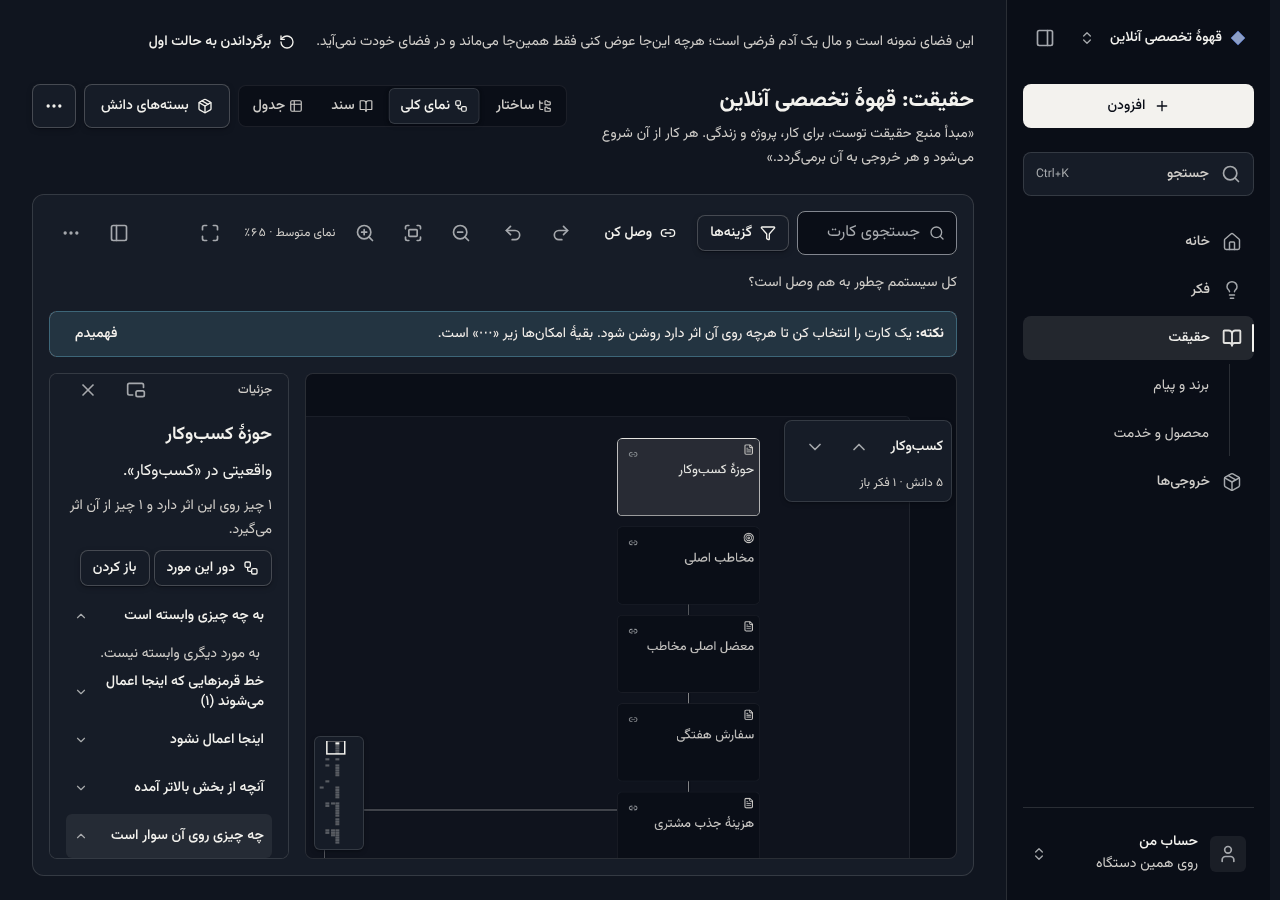 قهوهٔ تخصصی آنلاین
افزودن
جستجو
Ctrl+K
خانه
فکر
حقیقت
برند و پیام
محصول و خدمت
خروجی‌ها
حساب من
روی همین دستگاه
این فضای نمونه است و مال یک آدم فرضی است؛ هرچه این‌جا عوض کنی فقط همین‌جا می‌ماند و در فضای خودت نمی‌آید.
برگرداندن به حالت اول
حقیقت: قهوهٔ تخصصی آنلاین
«مبدأ منبع حقیقت توست، برای کار، پروژه و زندگی. هر کار از آن شروع
می‌شود و هر خروجی به آن برمی‌گردد.»
ساختار
نمای کلی
سند
جدول
بسته‌های دانش
جستجوی کارت
گزینه‌ها
وصل کن
نمای متوسط · ۶۵٪
کل سیستمم چطور به هم وصل است؟
نکته: یک کارت را انتخاب کن تا هرچه روی آن اثر دارد روشن شود. بقیهٔ امکان‌ها زیر «···» است.
فهمیدم
کسب‌وکار
۵ دانش · ۱ فکر باز
حوزهٔ کسب‌وکار
مخاطب اصلی
معضل اصلی مخاطب
سفارش هفتگی
هزینهٔ جذب مشتری
جزئیات
حوزهٔ کسب‌وکار
واقعیتی در «کسب‌وکار».
۱ چیز روی این اثر دارد و ۱ چیز از آن اثر
می‌گیرد.
دور این مورد
باز کردن
به چه چیزی وابسته است
به مورد دیگری وابسته نیست.
خط قرمزهایی که اینجا اعمال
می‌شوند (۱)
اینجا اعمال نشود
آنچه از بخش بالاتر آمده
چه چیزی روی آن سوار است